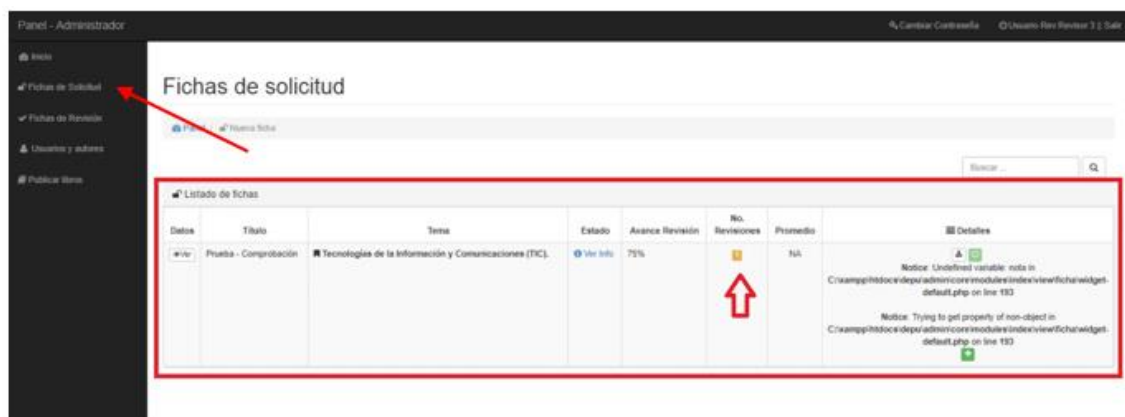 Panel - Administrador
Cambiar Contraseña
Usuario Rev Revisor 3 || Salir
Inicio
Fichas de Solicitud
Fichas de Revisión
Usuarios y autores
Publicar libros
Fichas de solicitud
Panel / Nueva ficha
Buscar ...
Listado de fichas
Datos Título Tema Estado Avance Revisión No. Revisiones Promedio Detalles
Ver Prueba - Comprobación Tecnologías de la Información y Comunicaciones (TIC). Ver Info 75% NA
Notice: Undefined variable: nota in
C:\xampp\htdocs\depu\admin\core\modules\index\view\ficha\widget-
default.php on line 193
Notice: Trying to get property of non-object in
C:\xampp\htdocs\depu\admin\core\modules\index\view\ficha\widget-
default.php on line 193